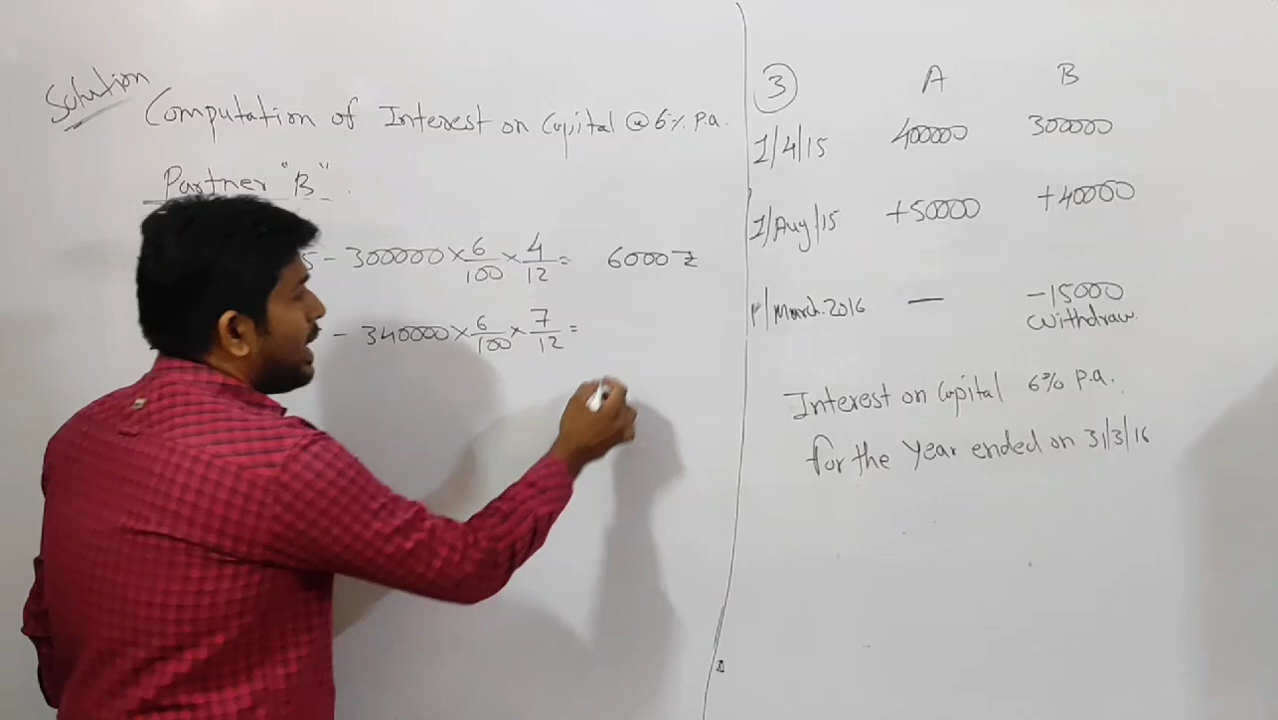 Solution
Computation of Interest on Capital @ 6% p.a.
Partner "B"
5 - 300000 × 6/100 × 4/12 = 6000
- 340000 × 6/100 × 7/12 =
3 A B
1/4/15 400000 300000
1/Aug/15 +50000 +40000
1/March.2016 — -15000
Withdraw.
Interest on Capital 6% p.a.
for the year ended on 31/3/16